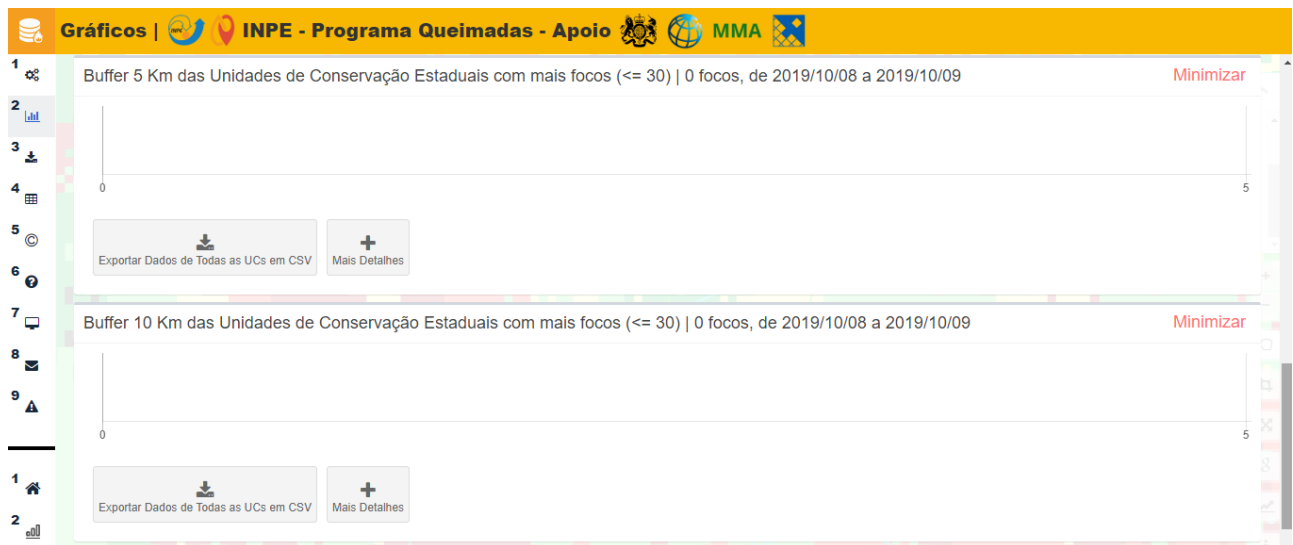 Gráficos | INPE - Programa Queimadas - Apoio MMA
1
2
3
4
5
6
7
8
9
1
2
Buffer 5 Km das Unidades de Conservação Estaduais com mais focos (<= 30) | 0 focos, de 2019/10/08 a 2019/10/09 Minimizar
0 5
Exportar Dados de Todas as UCs em CSV Mais Detalhes
Buffer 10 Km das Unidades de Conservação Estaduais com mais focos (<= 30) | 0 focos, de 2019/10/08 a 2019/10/09 Minimizar
0 5
Exportar Dados de Todas as UCs em CSV Mais Detalhes